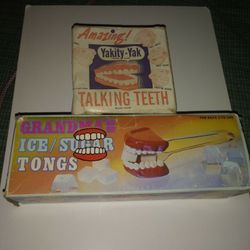 Amazing!
Yakity-Yak
TALKING TEETH
GRANDMA'S
ICE/SUGAR
TONGS